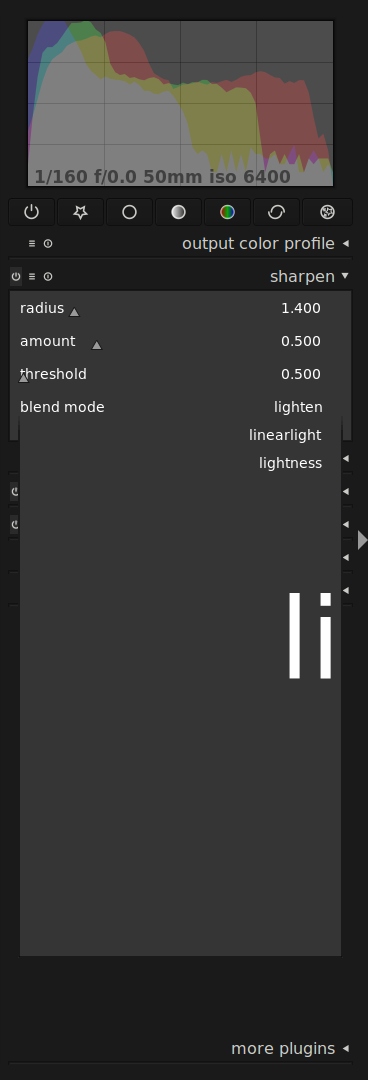 1/160 f/0.0 50mm iso 6400
output color profile
sharpen
radius 1.400
amount 0.500
threshold 0.500
blend mode lighten
linearlight
lightness
li
more plugins